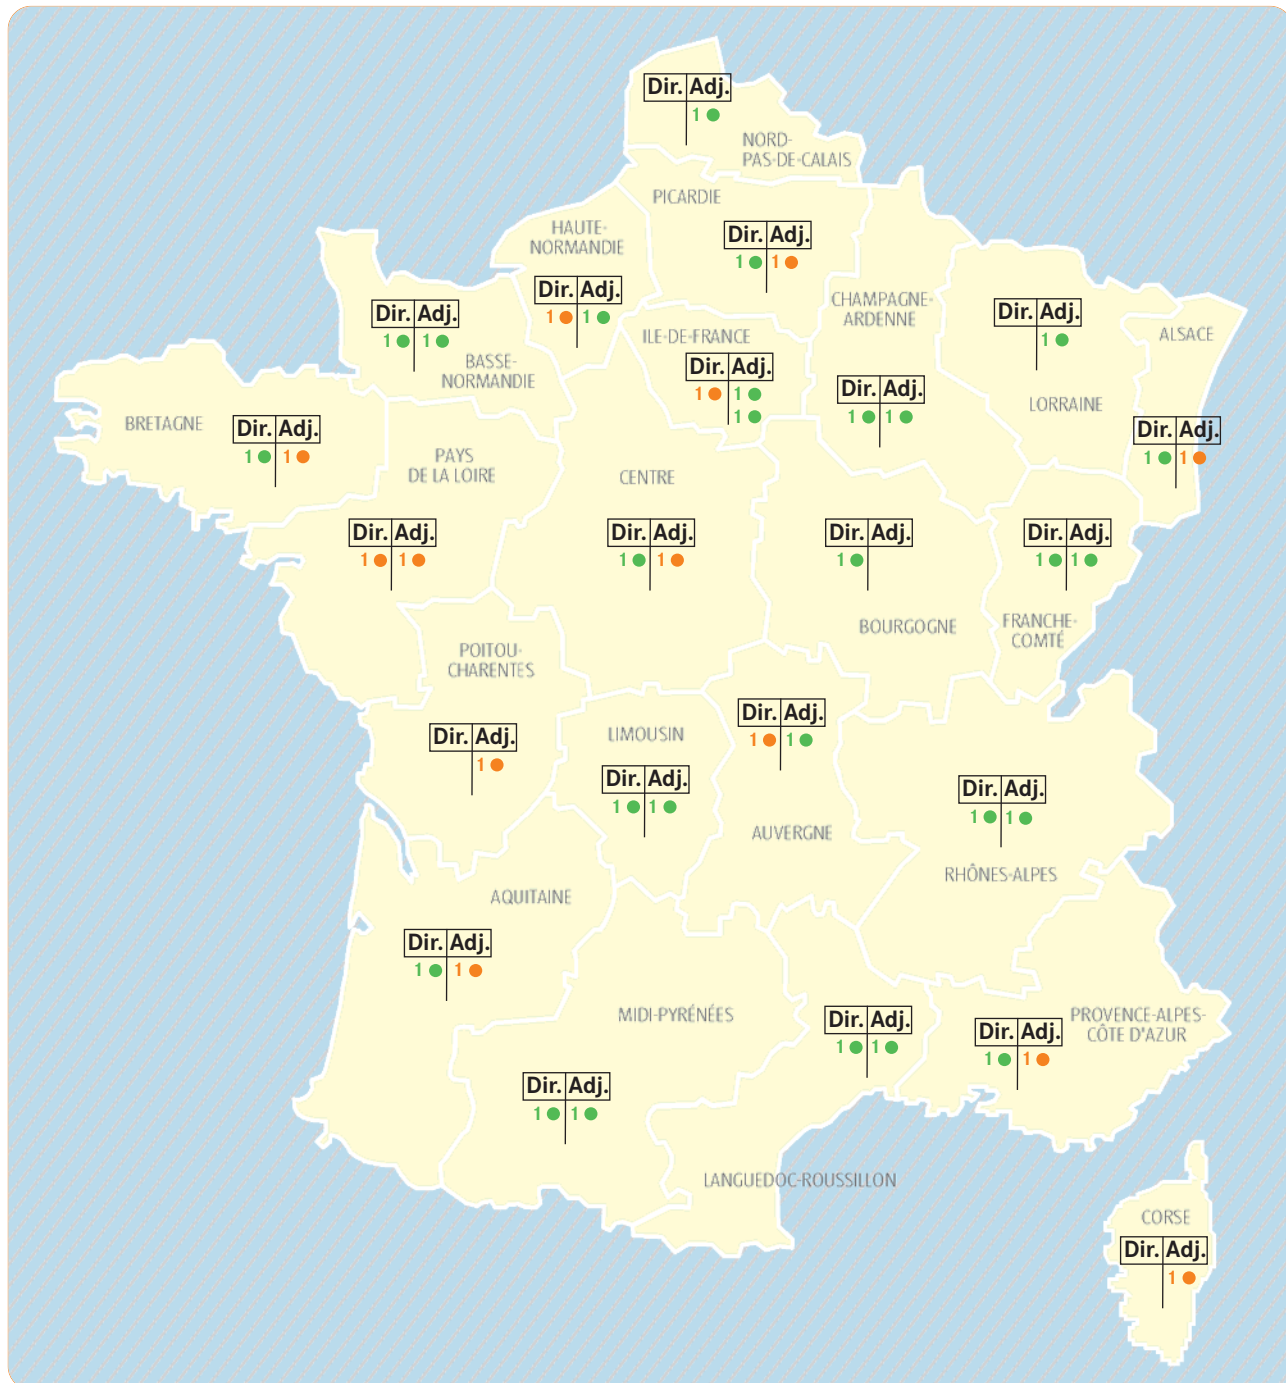 Dir. Adj.
1
NORD-
PAS-DE-CALAIS
PICARDIE
Dir. Adj.
1 1
HAUTE-
NORMANDIE
Dir. Adj.
1 1
Dir. Adj.
1 1
BASSE-
NORMANDIE
ILE-DE-FRANCE
Dir. Adj.
1 1
1
CHAMPAGNE-
ARDENNE
Dir. Adj.
1 1
Dir. Adj.
1
LORRAINE
ALSACE
Dir. Adj.
1 1
BRETAGNE
Dir. Adj.
1 1
PAYS
DE LA LOIRE
Dir. Adj.
1 1
CENTRE
Dir. Adj.
1 1
Dir. Adj.
1
BOURGOGNE
Dir. Adj.
1 1
FRANCHE-
COMTÉ
POITOU-
CHARENTES
Dir. Adj.
1
LIMOUSIN
Dir. Adj.
1 1
Dir. Adj.
1 1
AUVERGNE
Dir. Adj.
1 1
RHÔNES-ALPES
AQUITAINE
Dir. Adj.
1 1
MIDI-PYRÉNÉES
Dir. Adj.
1 1
Dir. Adj.
1 1
LANGUEDOC-ROUSSILLON
PROVENCE-ALPES-
CÔTE D'AZUR
Dir. Adj.
1 1
CORSE
Dir. Adj.
1